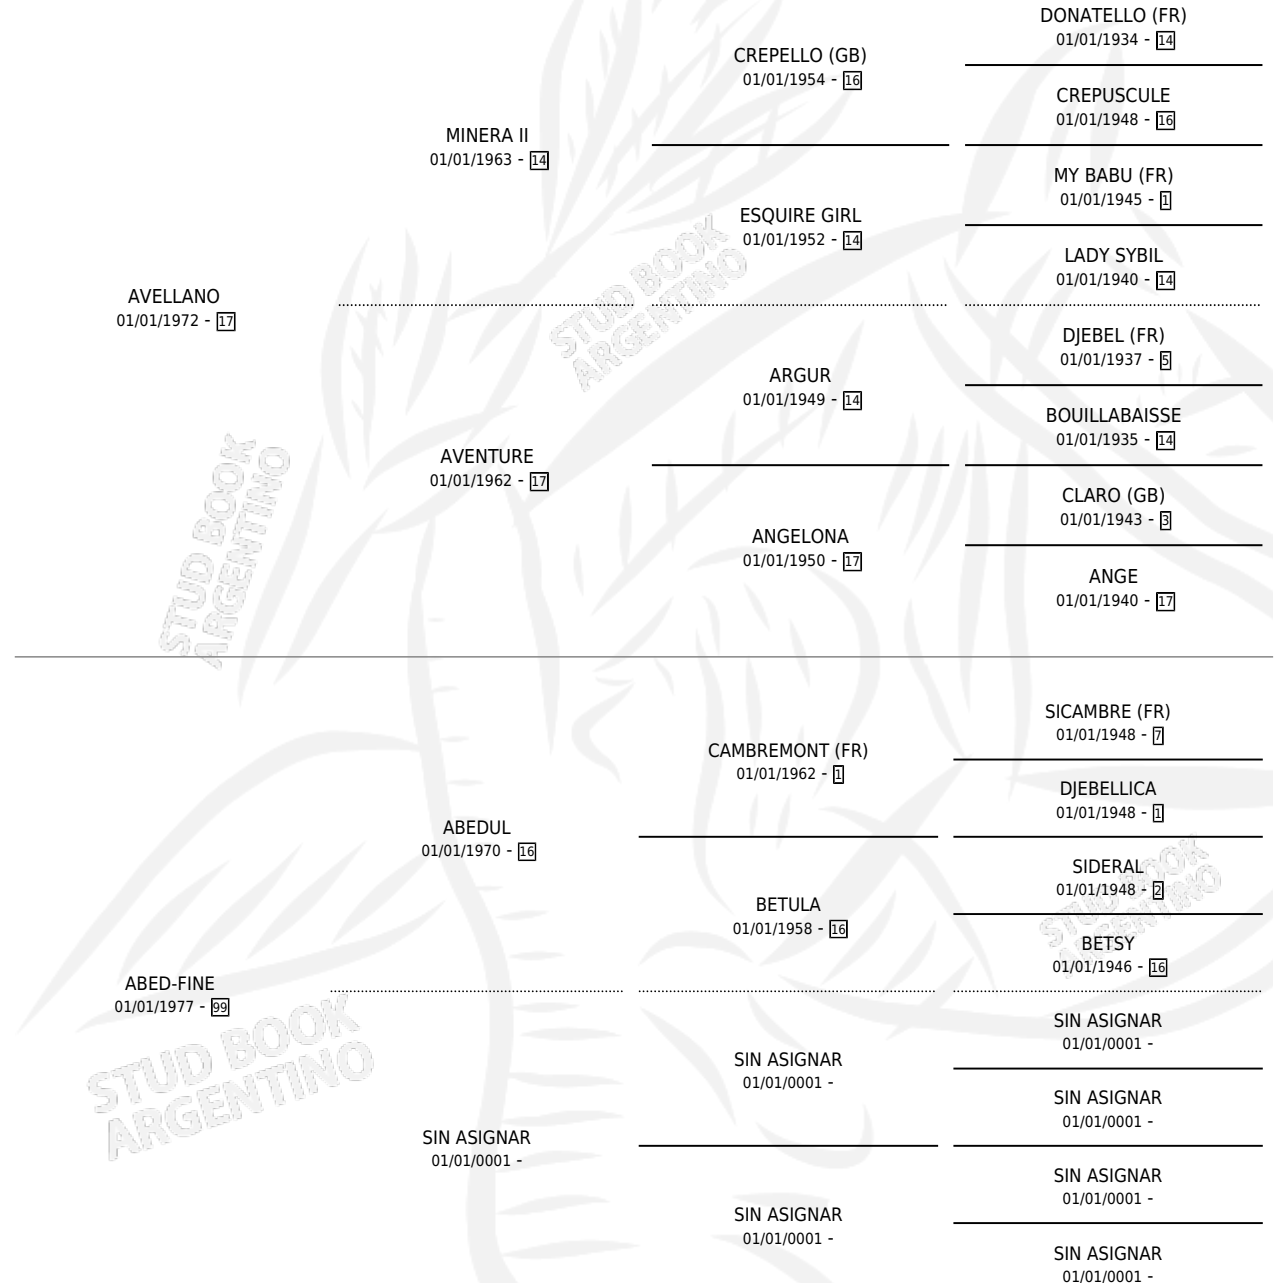 DONATELLO (FR)
01/01/1934 - 14
CREPELLO (GB)
01/01/1954 - 16
CREPUSCULE
01/01/1948 - 16
MINERA II
01/01/1963 - 14
MY BABU (FR)
01/01/1945 - 1
ESQUIRE GIRL
01/01/1952 - 14
LADY SYBIL
01/01/1940 - 14
AVELLANO
01/01/1972 - 17
STUD BOOK
ARGENTINO
DJEBEL (FR)
01/01/1937 - 5
ARGUR
01/01/1949 - 14
BOUILLABAISSE
01/01/1935 - 14
AVENTURE
01/01/1962 - 17
CLARO (GB)
01/01/1943 - 3
ANGELONA
01/01/1950 - 17
ANGE
01/01/1940 - 17
STUD BOOK
ARGENTINO
SICAMBRE (FR)
01/01/1948 - 7
CAMBREMONT (FR)
01/01/1962 - 1
DJEBELLICA
01/01/1948 - 1
ABEDUL
01/01/1970 - 16
SIDERAL
01/01/1948 - 2
BETULA
01/01/1958 - 16
BETSY
01/01/1946 - 16
STUD BOOK
ARGENTINO
ABED-FINE
01/01/1977 - 99
SIN ASIGNAR
01/01/0001 -
SIN ASIGNAR
01/01/0001 -
SIN ASIGNAR
01/01/0001 -
STUD BOOK
ARGENTINO
SIN ASIGNAR
01/01/0001 -
SIN ASIGNAR
01/01/0001 -
SIN ASIGNAR
01/01/0001 -
SIN ASIGNAR
01/01/0001 -